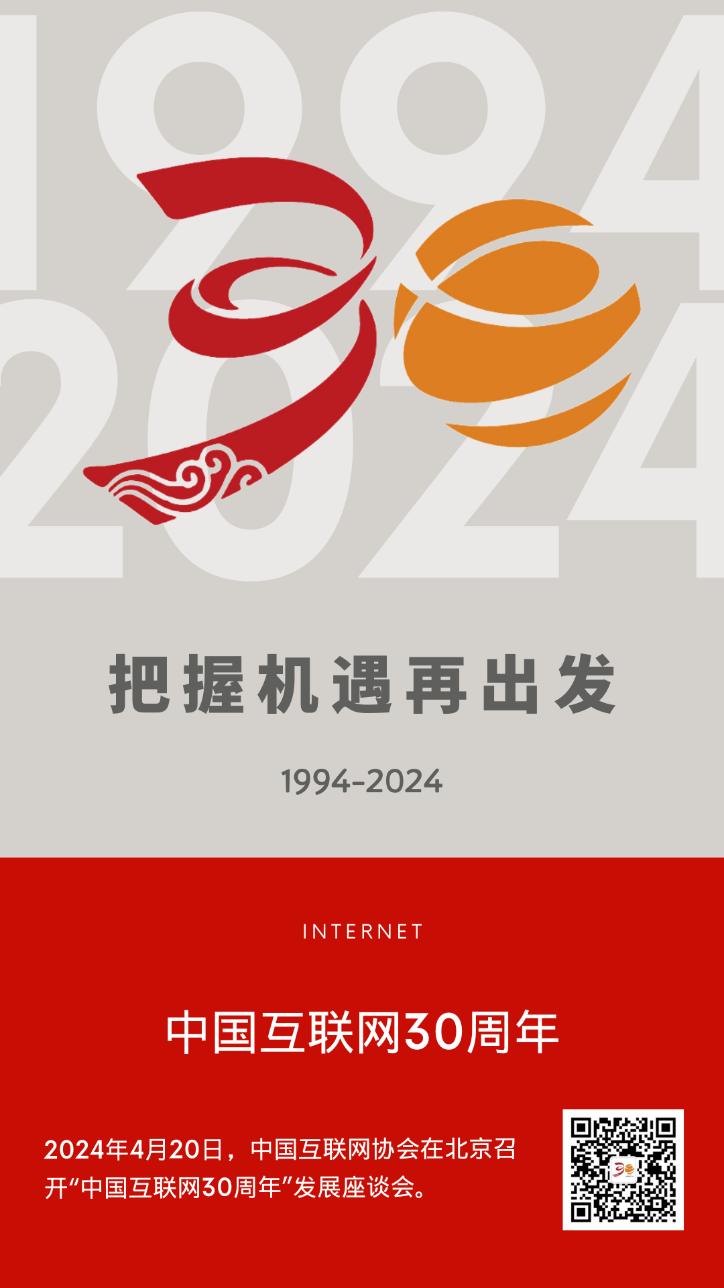 1994
2024
30
把握机遇再出发
1994-2024
INTERNET
中国互联网30周年
2024年4月20日，中国互联网协会在北京召
开“中国互联网30周年”发展座谈会。